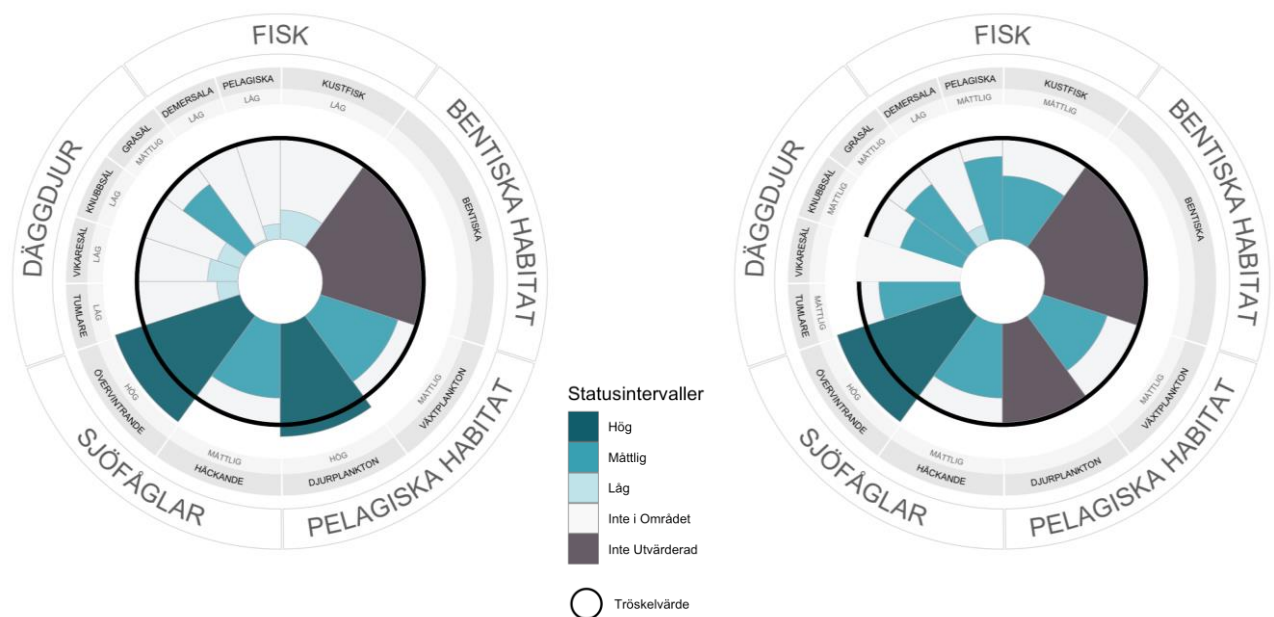 FISK
BENTISKA HABITAT
PELAGISKA HABITAT
SJÖFÅGLAR
DÄGGDJUR
KUSTFISK
LÅG
BENTISKA
VÄXTPLANKTON
MÅTTLIG
DJURPLANKTON
HÖG
HÄCKANDE
MÅTTLIG
ÖVERVINTRANDE
HÖG
TUMLARE
LÅG
VIKARESÄL
LÅG
KNUBBSÄL
LÅG
GRÅSÄL
MÅTTLIG
DEMERSALA
LÅG
PELAGISKA
LÅG
Statusintervaller
Hög
Måttlig
Låg
Inte i Området
Inte Utvärderad
Tröskelvärde
FISK
BENTISKA HABITAT
PELAGISKA HABITAT
SJÖFÅGLAR
DÄGGDJUR
KUSTFISK
MÅTTLIG
BENTISKA
VÄXTPLANKTON
MÅTTLIG
DJURPLANKTON
HÄCKANDE
MÅTTLIG
ÖVERVINTRANDE
HÖG
TUMLARE
MÅTTLIG
VIKARESÄL
KNUBBSÄL
MÅTTLIG
GRÅSÄL
MÅTTLIG
DEMERSALA
LÅG
PELAGISKA
MÅTTLIG